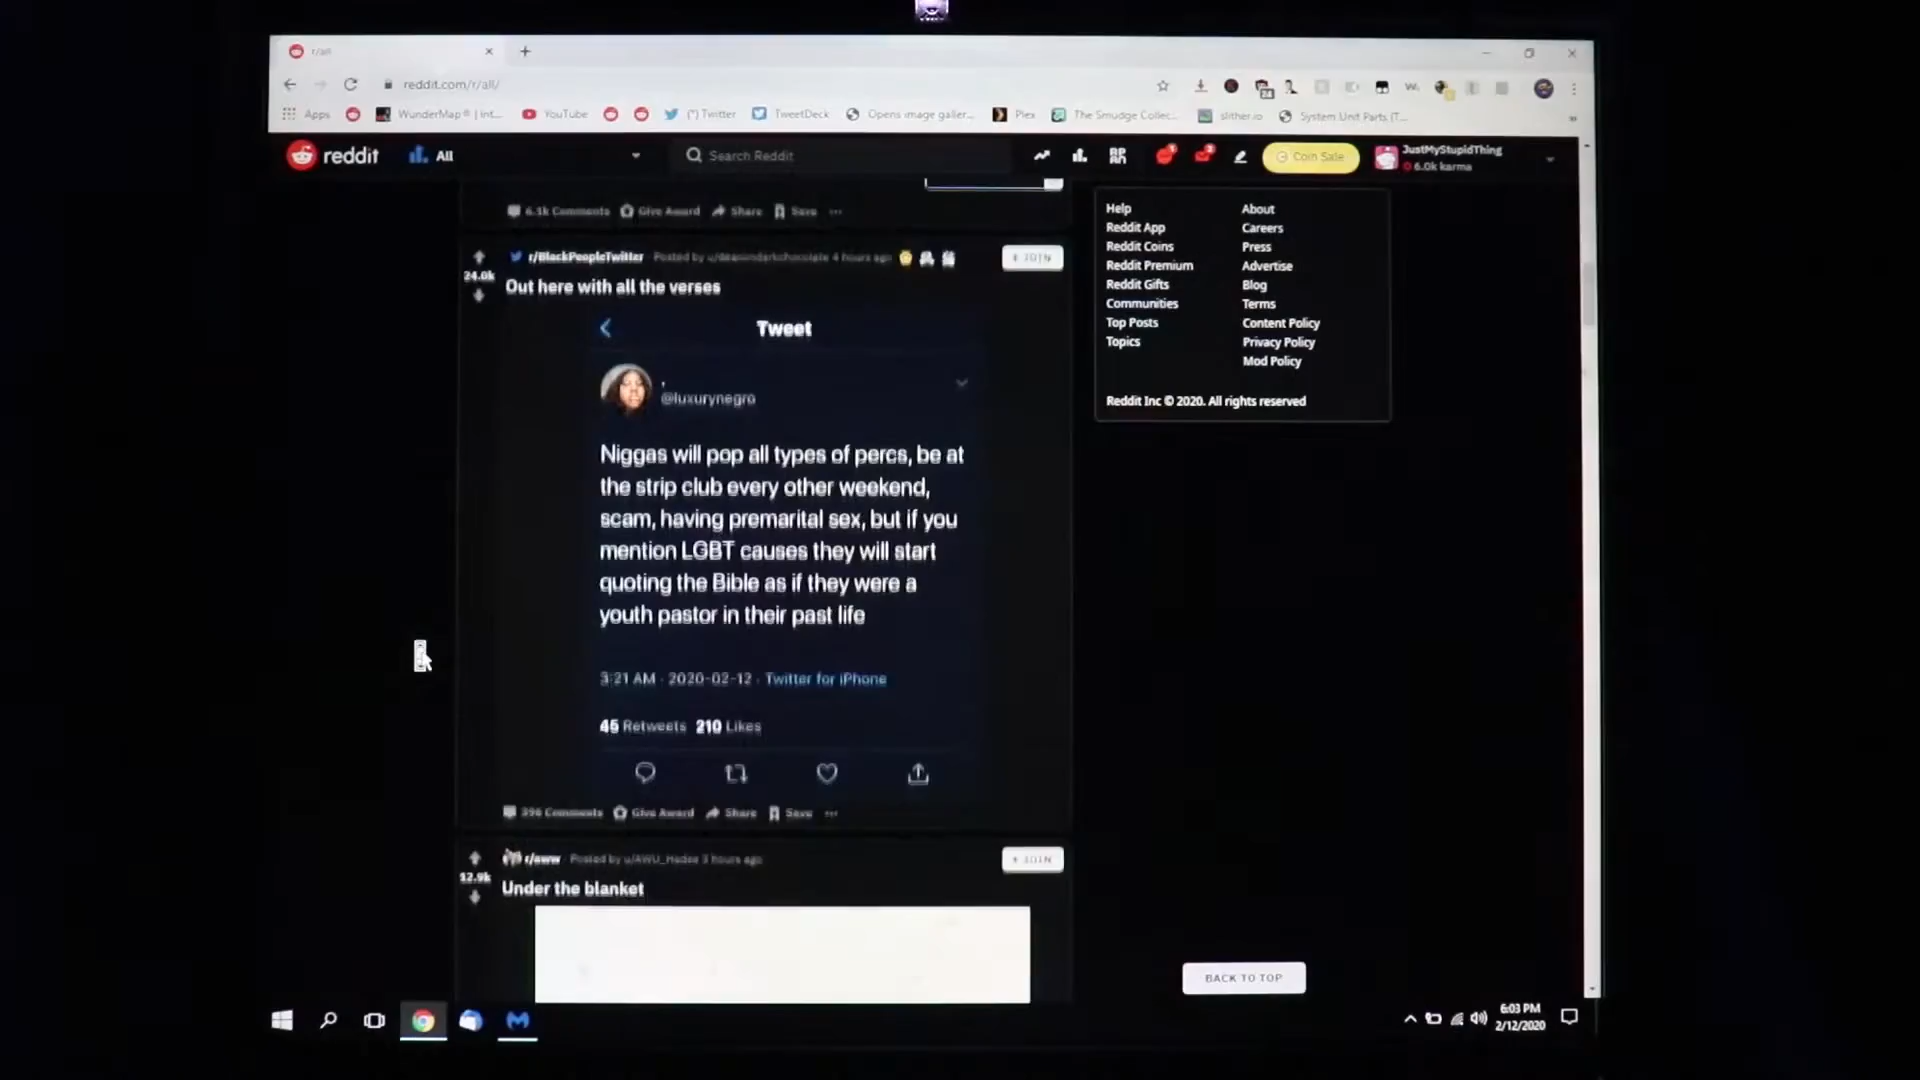 r/all
reddit.com/r/all/
Apps
WunderMap® | Int...
YouTube
(*) Twitter
TweetDeck
Opens image galler...
Plex
The Smudge Collec...
slither.io
System Unit Parts (T...
reddit
All
Search Reddit
Coin Sale
JustMyStupidThing
6.0k karma
6.1k Comments Give Award Share Save ...
r/BlackPeopleTwitter
Posted by
4 hours ago
+ JOIN
24.0k
Out here with all the verses
Tweet
@luxurynegro
Niggas will pop all types of percs, be at
the strip club every other weekend,
scam, having premarital sex, but if you
mention LGBT causes they will start
quoting the Bible as if they were a
youth pastor in their past life
3:21 AM · 2020-02-12 · Twitter for iPhone
45 Retweets 210 Likes
396 Comments Give Award Share Save ...
r/aww · Posted by u/AWU_Hades 3 hours ago
+ JOIN
12.9k
Under the blanket
Help
About
Reddit App
Careers
Reddit Coins
Press
Reddit Premium
Advertise
Reddit Gifts
Blog
Communities
Terms
Top Posts
Content Policy
Topics
Privacy Policy
Mod Policy
Reddit Inc © 2020. All rights reserved
BACK TO TOP
6:03 PM
2/12/2020